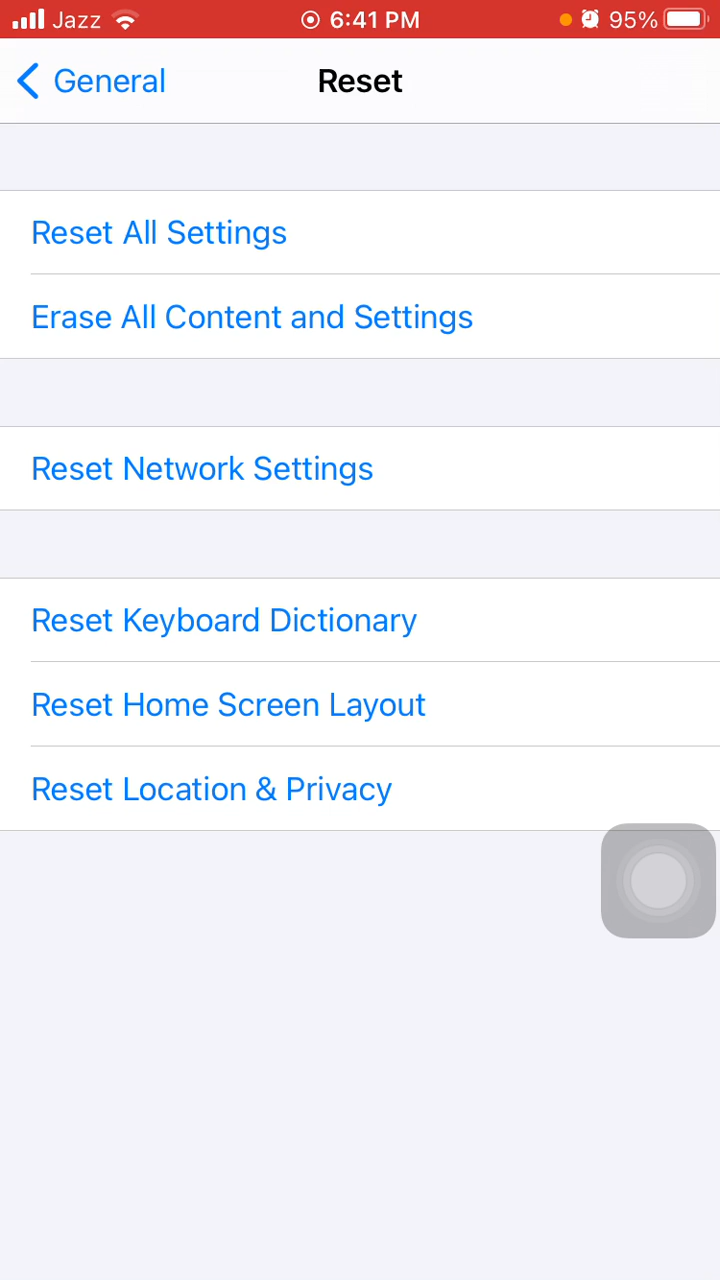 Jazz 6:41 PM 95%
General Reset
Reset All Settings
Erase All Content and Settings
Reset Network Settings
Reset Keyboard Dictionary
Reset Home Screen Layout
Reset Location & Privacy